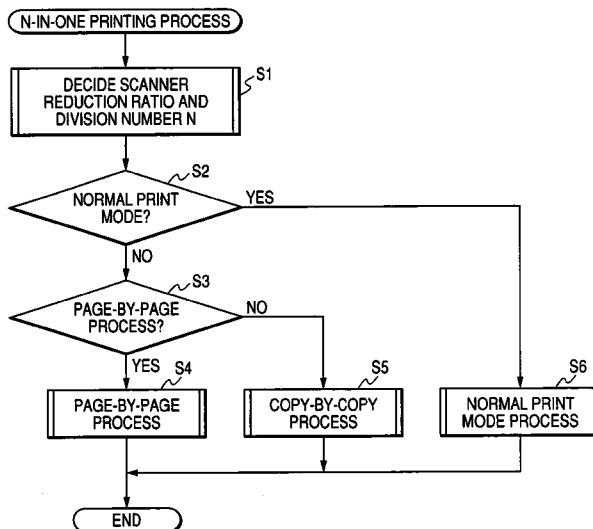 N-IN-ONE PRINTING PROCESS
S1
DECIDE SCANNER
REDUCTION RATIO AND
DIVISION NUMBER N
S2
NORMAL PRINT
MODE?
YES
NO
S3
PAGE-BY-PAGE
PROCESS?
NO
YES
S4
PAGE-BY-PAGE
PROCESS
S5
COPY-BY-COPY
PROCESS
S6
NORMAL PRINT
MODE PROCESS
END